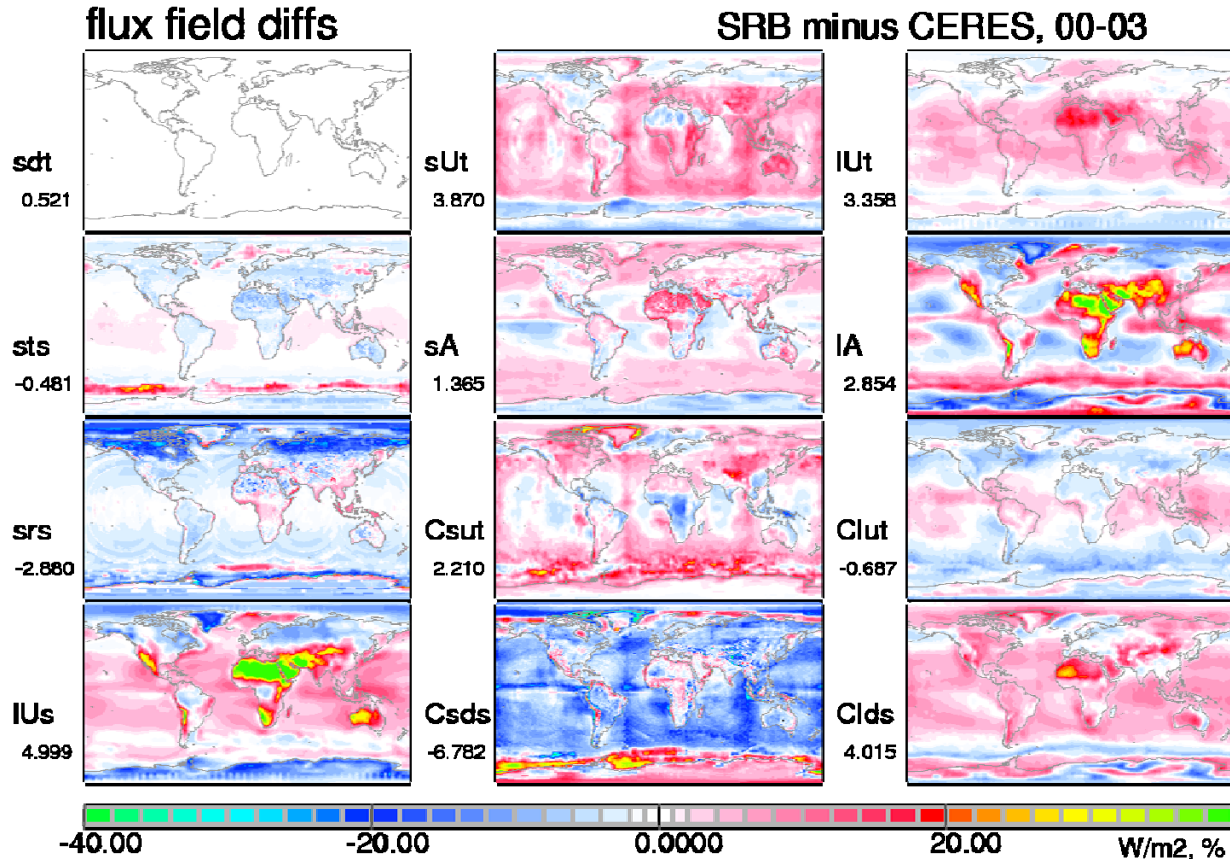 flux field diffs
SRB minus CERES, 00-03
sdt
0.521
sUt
3.870
lUt
3.358
sts
-0.481
sA
1.365
lA
2.854
srs
-2.880
Csut
2.210
Clut
-0.687
lUs
4.999
Csds
-6.782
Clds
4.015
-40.00 -20.00 0.0000 20.00 W/m2, %